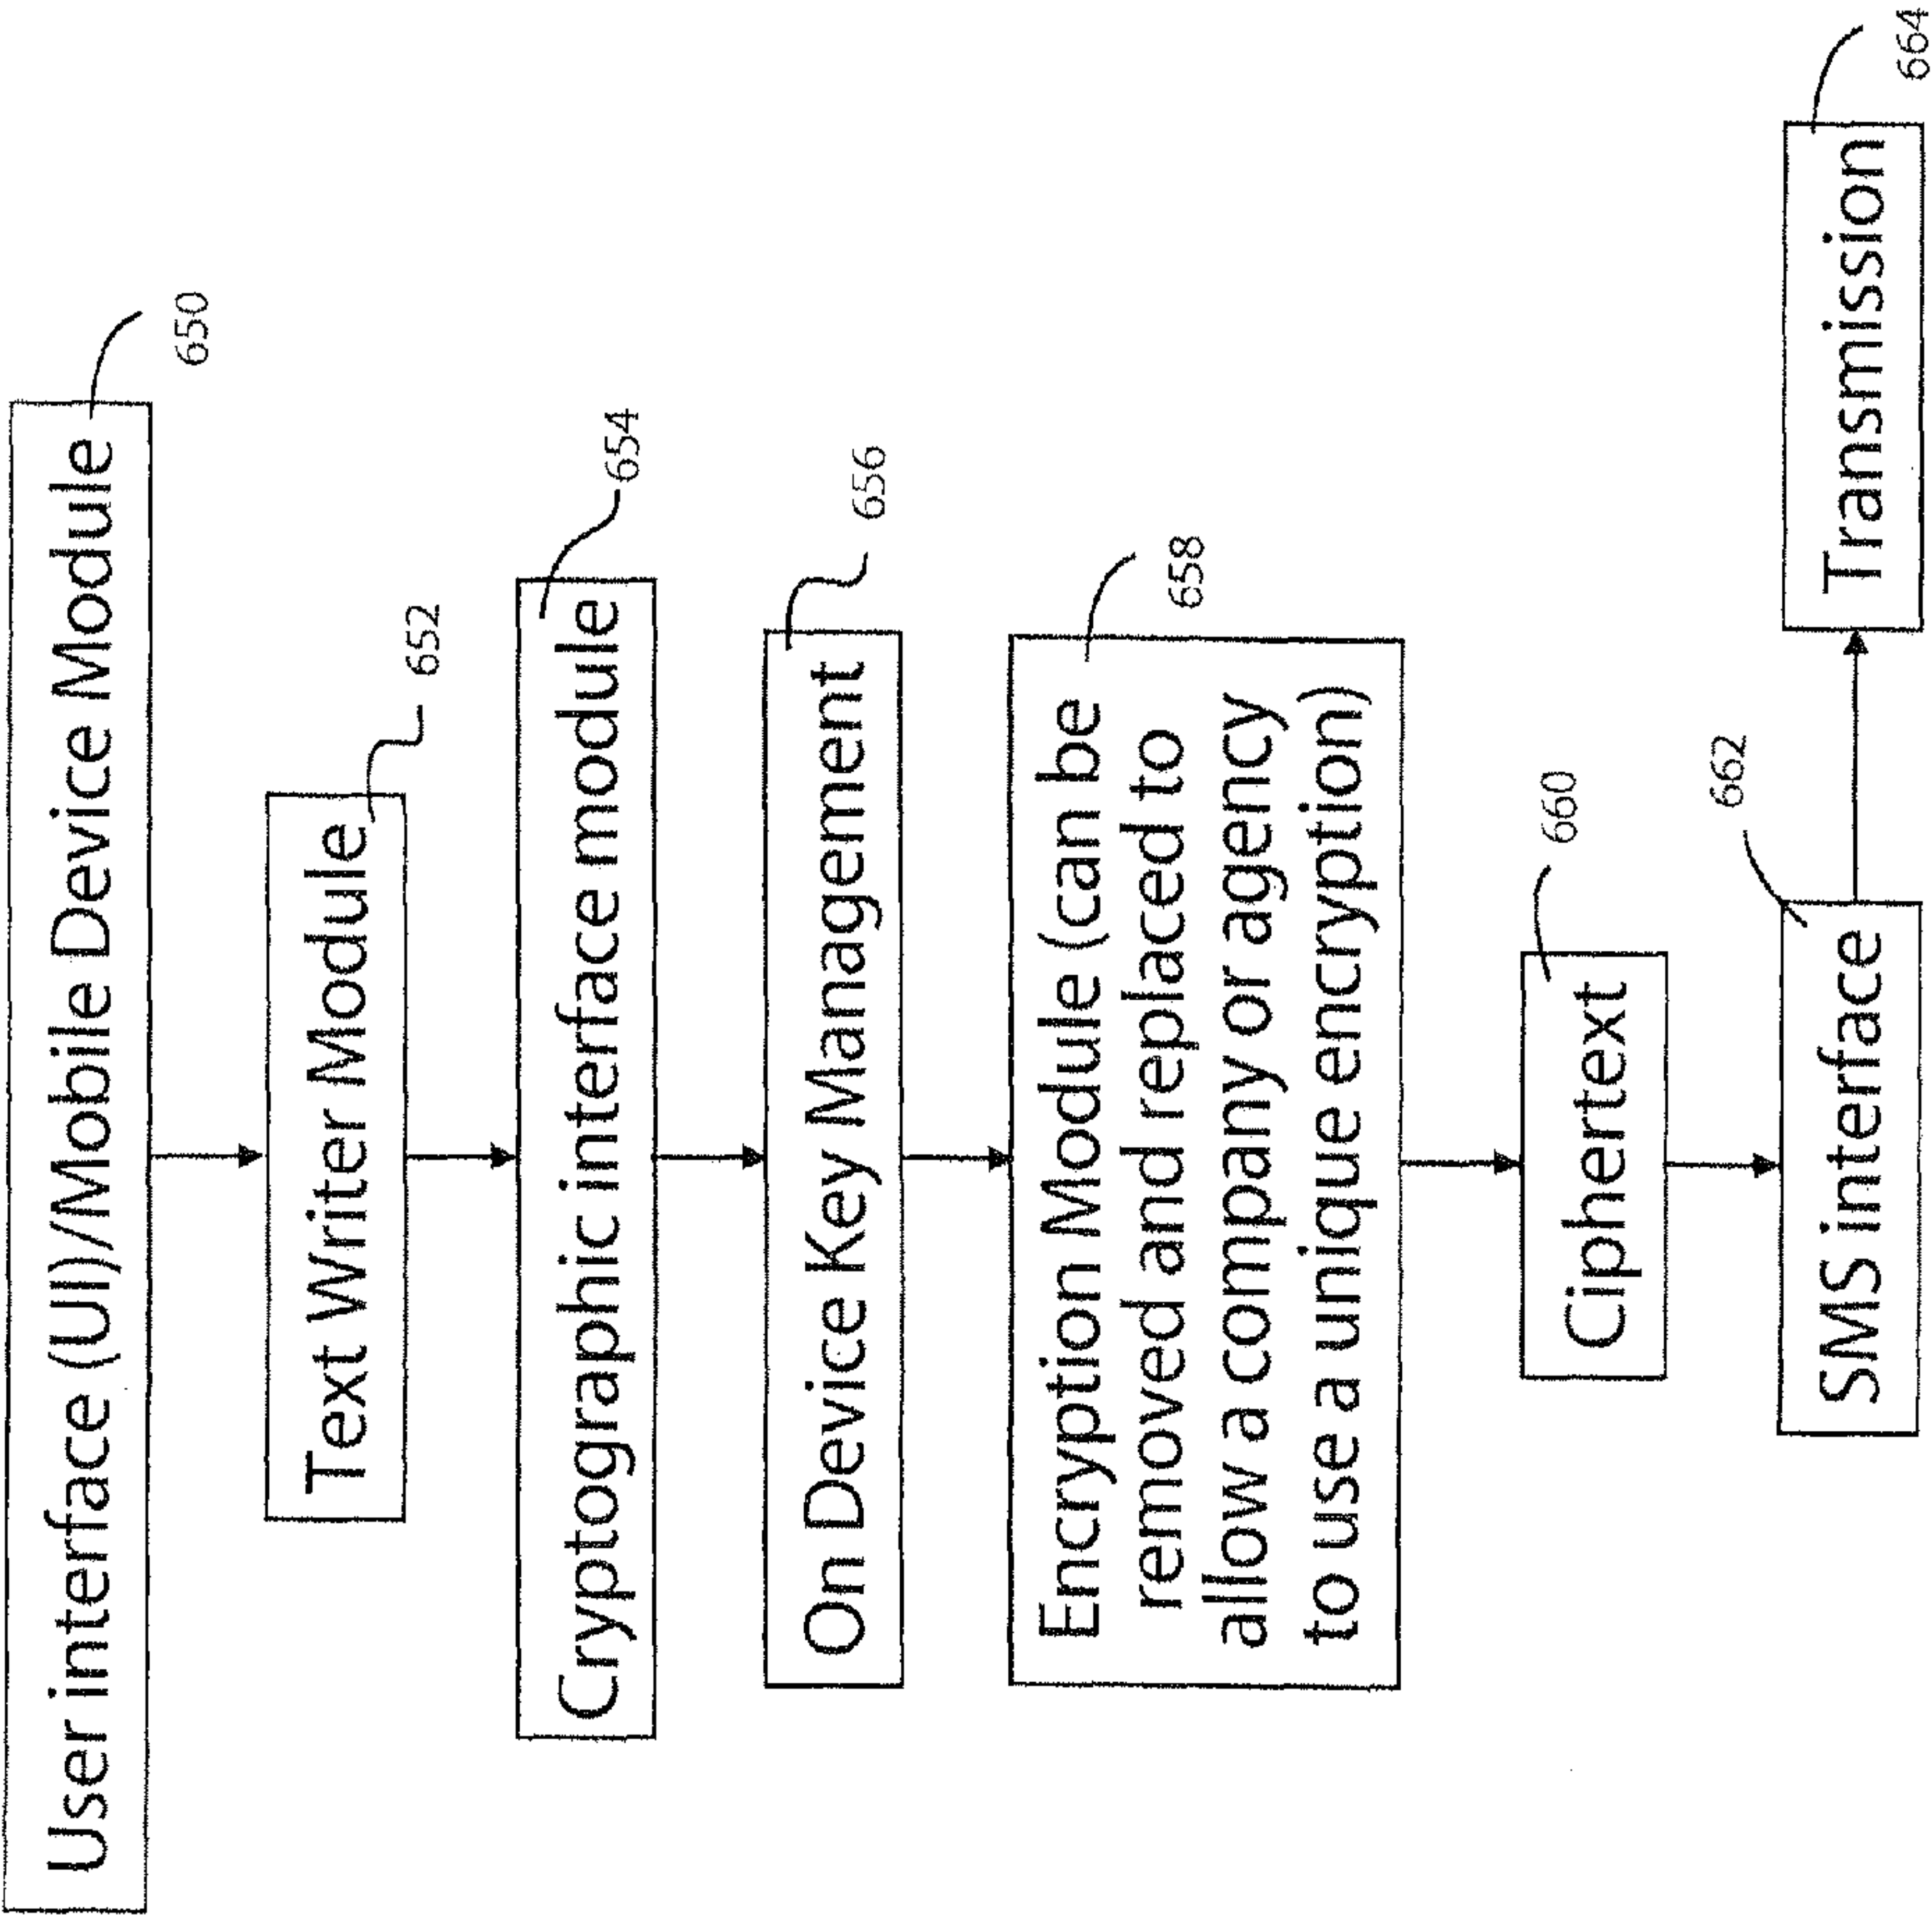 User interface (UI)/Mobile Device Module
650
Text Writer Module
652
Cryptographic interface module
654
On Device Key Management
656
Encryption Module (can be
removed and replaced to
allow a company or agency
to use a unique encryption)
658
Ciphertext
660
SMS interface
662
Transmission
664